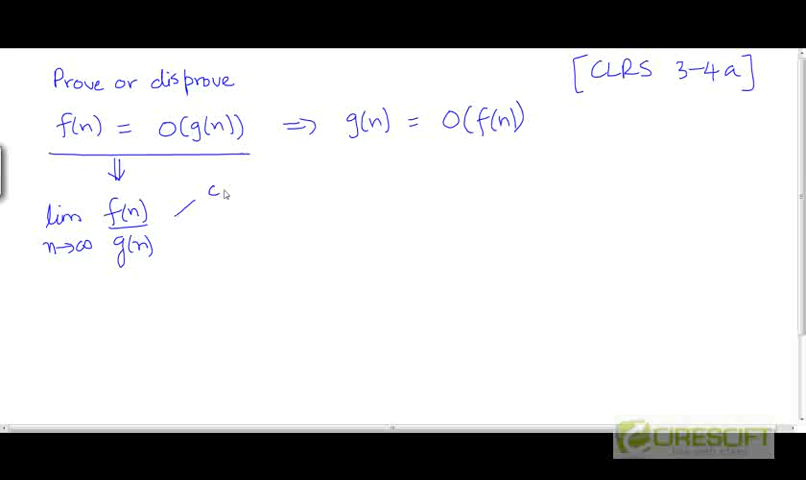 [CLRS 3-4a]
Prove or disprove
f(n) = O(g(n)) ⇒ g(n) = O(f(n))
⇓
lim n→∞ f(n)/g(n) / c
CIRESOFT